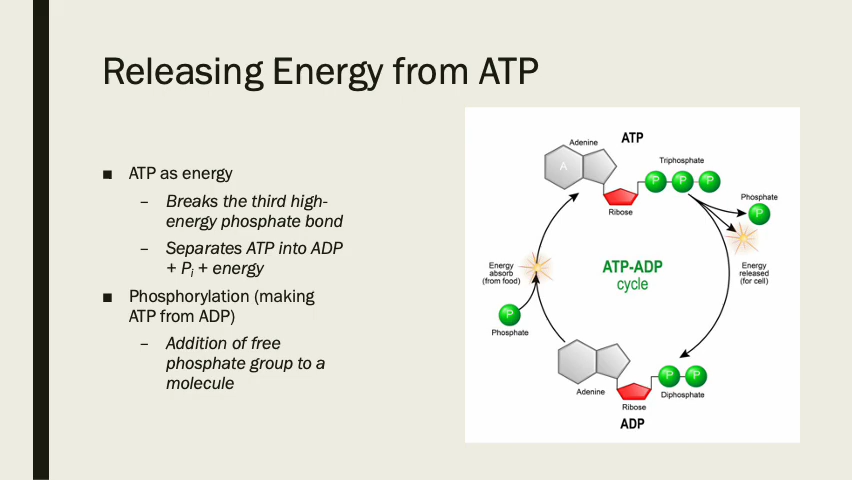 Releasing Energy from ATP
■ ATP as energy
– Breaks the third high-
energy phosphate bond
– Separates ATP into ADP
+ Pi + energy
■ Phosphorylation (making
ATP from ADP)
– Addition of free
phosphate group to a
molecule
Adenine
ATP
A
Triphosphate
P P P
Ribose
Phosphate
P
Energy
absorb
(from food)
ATP-ADP
cycle
Energy
released
(for cell)
P
Phosphate
P P
Adenine
Diphosphate
Ribose
ADP